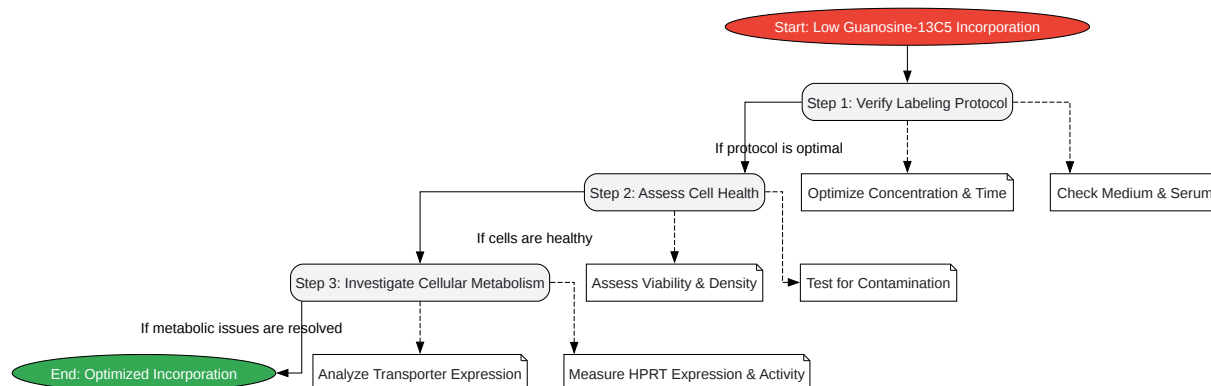 Start: Low Guanosine-13C5 Incorporation
Step 1: Verify Labeling Protocol
If protocol is optimal
Step 2: Assess Cell Health
Optimize Concentration & Time
Check Medium & Serum
If cells are healthy
Step 3: Investigate Cellular Metabolism
Assess Viability & Density
Test for Contamination
If metabolic issues are resolved
End: Optimized Incorporation
Analyze Transporter Expression
Measure HPRT Expression & Activity